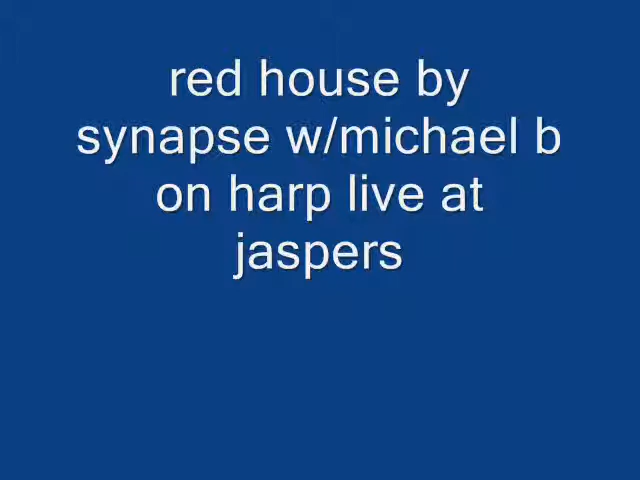 red house by
synapse w/michael b
on harp live at
jaspers